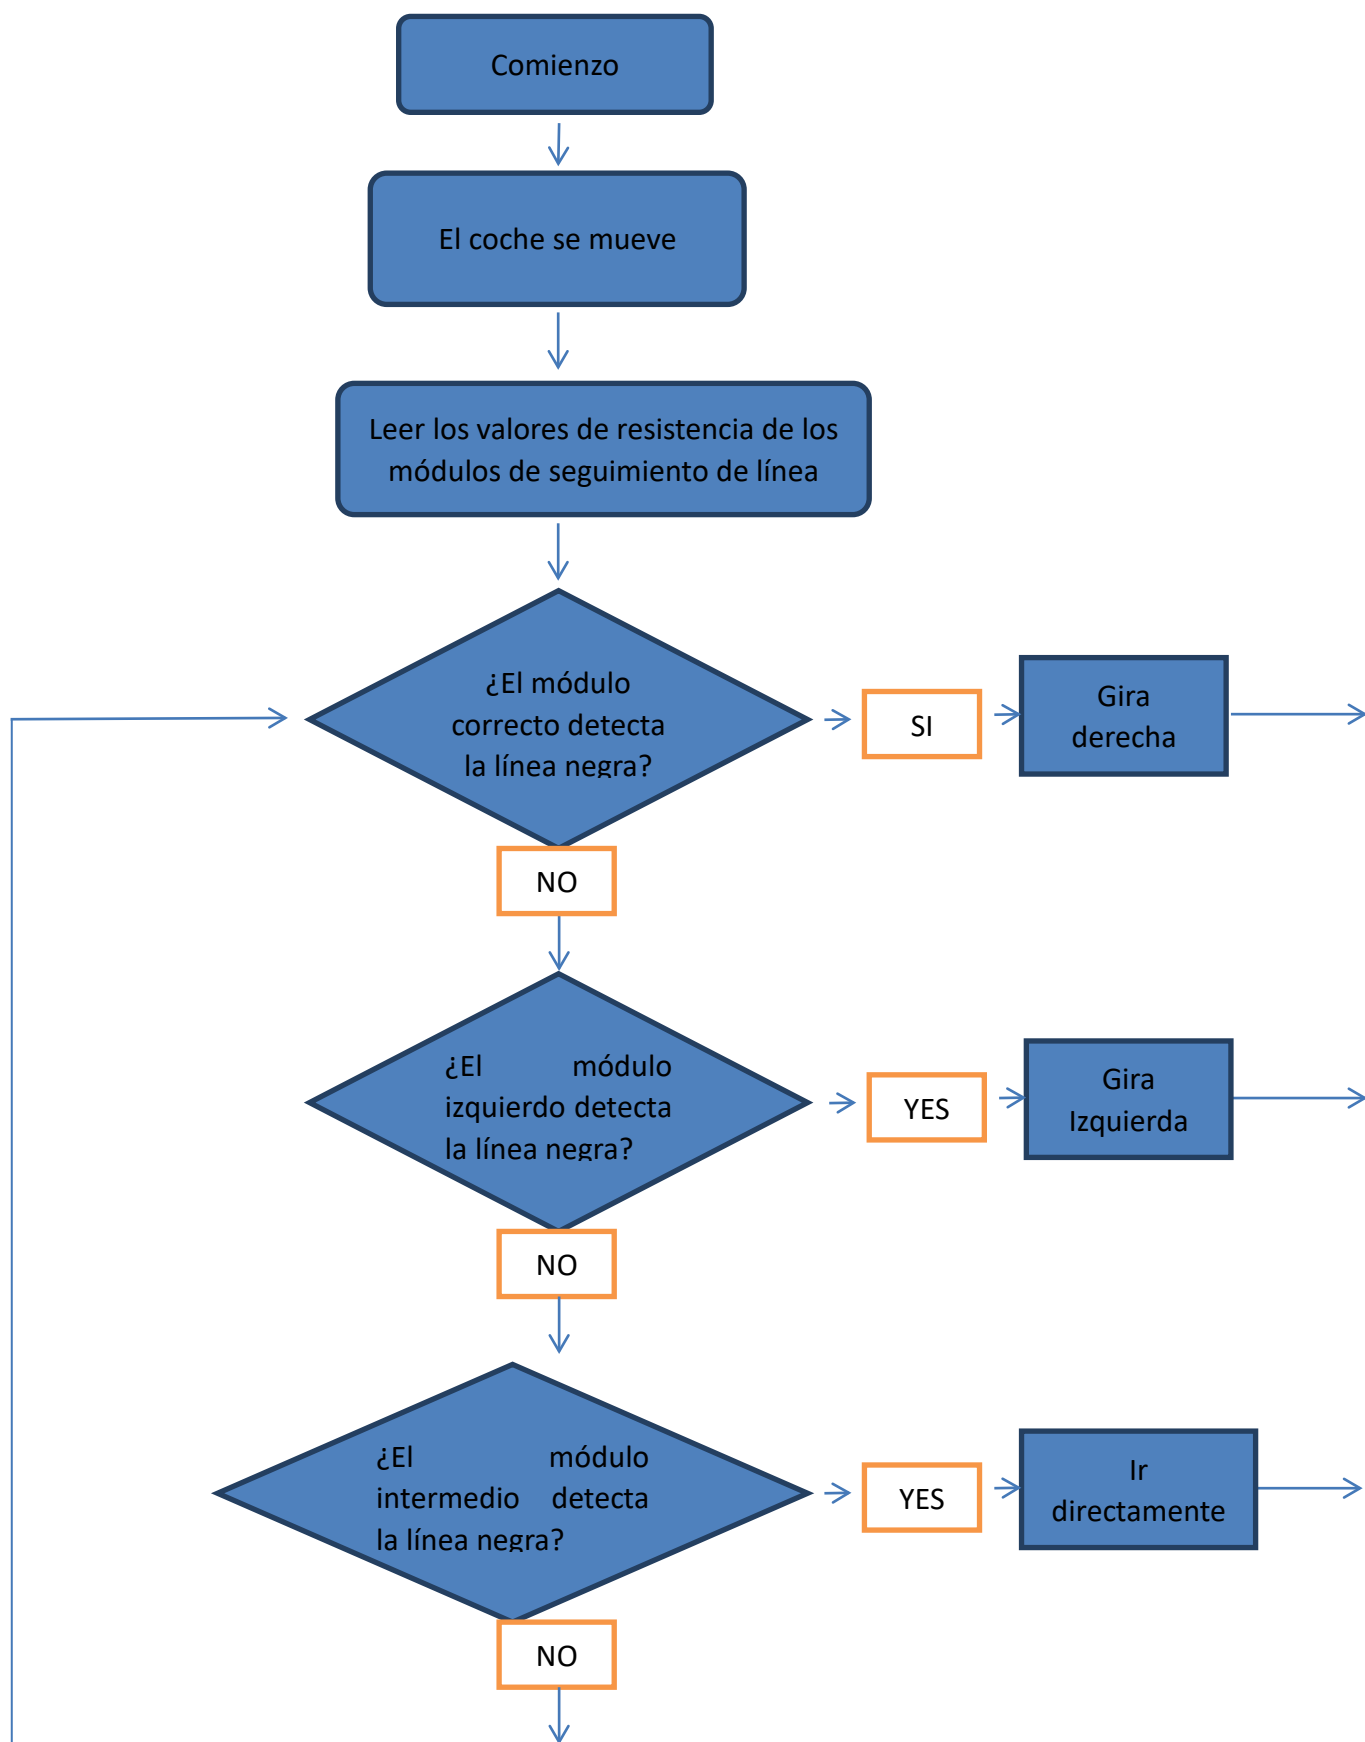 Comienzo
El coche se mueve
Leer los valores de resistencia de los
módulos de seguimiento de línea
¿El módulo
correcto detecta
la línea negra?
SI
Gira
derecha
NO
¿El módulo
izquierdo detecta
la línea negra?
YES
Gira
Izquierda
NO
¿El módulo
intermedio detecta
la línea negra?
YES
Ir
directamente
NO